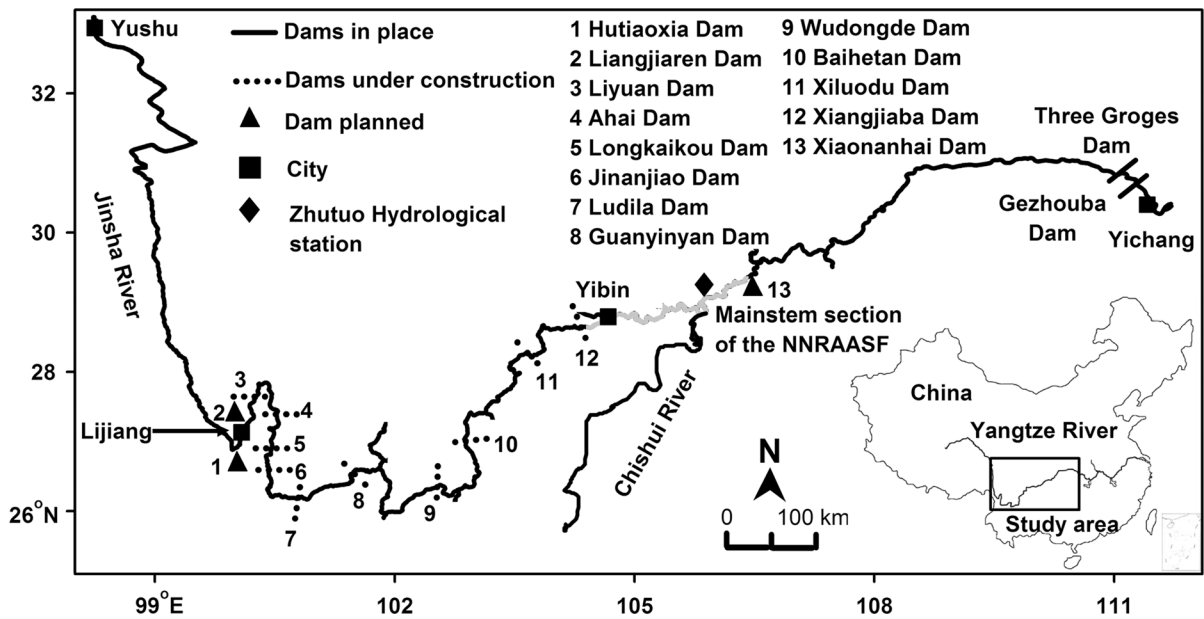 Yushu
Dams in place
Dams under construction
Dam planned
City
Zhutuo Hydrological
station
1 Hutiaoxia Dam
2 Liangjiaren Dam
3 Liyuan Dam
4 Ahai Dam
5 Longkaikou Dam
6 Jinanjiao Dam
7 Ludila Dam
8 Guanyinyan Dam
9 Wudongde Dam
10 Baihetan Dam
11 Xiluodu Dam
12 Xiangjiaba Dam
13 Xiaonanhai Dam
Three Groges
Dam
Gezhouba
Dam
Yichang
Jinsha River
Yibin
13
Mainstem section
of the NNRAASF
12
11
10
9
8
7
3
2
4
Lijiang
5
1
6
Chishui River
N
0 100 km
China
Yangtze River
Study area
32
30
28
26°N
99°E
102
105
108
111